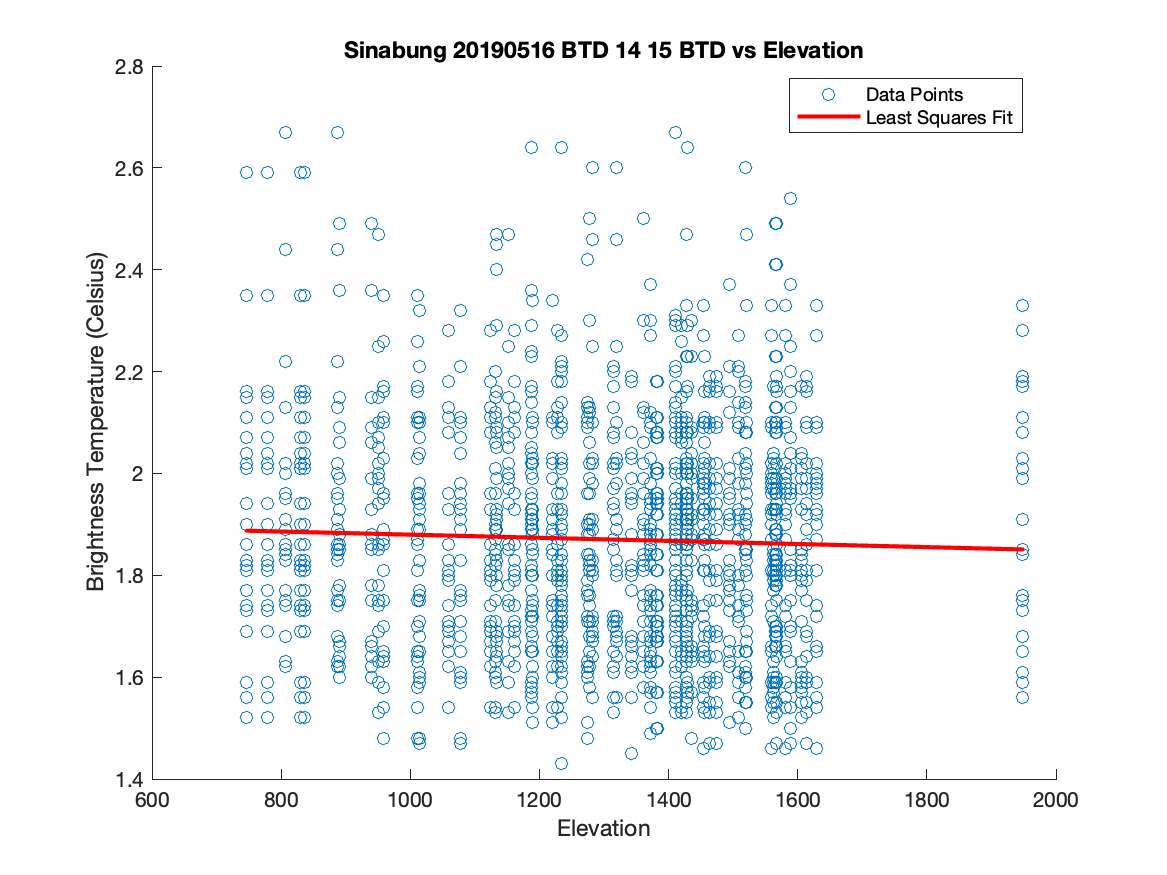 Sinabung 20190516 BTD 14 15 BTD vs Elevation
Data Points
Least Squares Fit
Brightness Temperature (Celsius)
2.8
2.6
2.4
2.2
2
1.8
1.6
1.4
600 800 1000 1200 1400 1600 1800 2000
Elevation